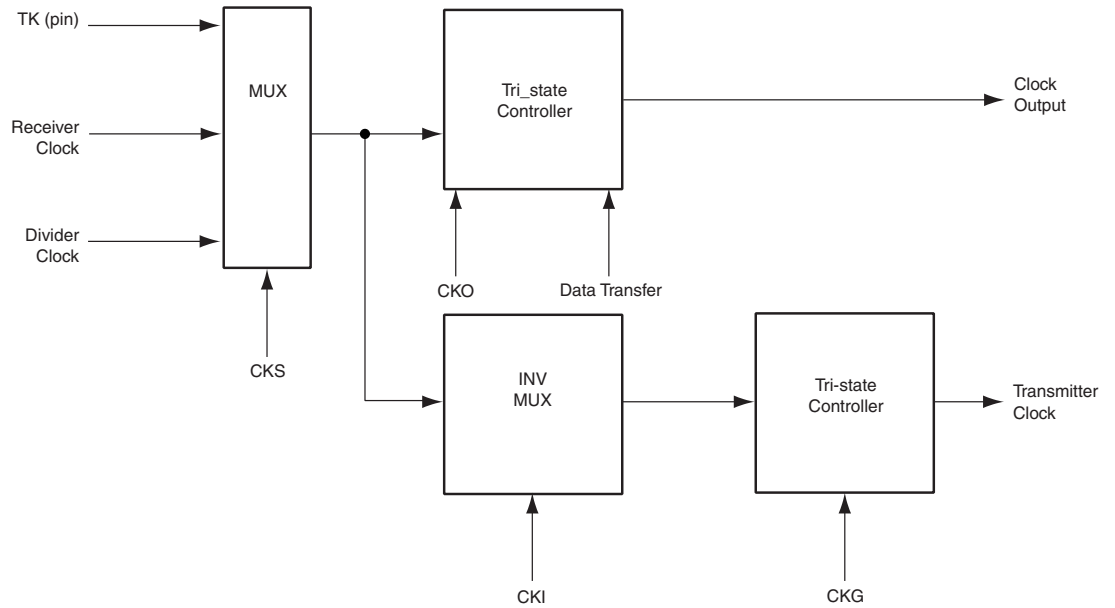 TK (pin)
MUX
Tri_state
Controller
Clock
Output
Receiver
Clock
Divider
Clock
CKO
Data Transfer
CKS
INV
MUX
Tri-state
Controller
Transmitter
Clock
CKI
CKG